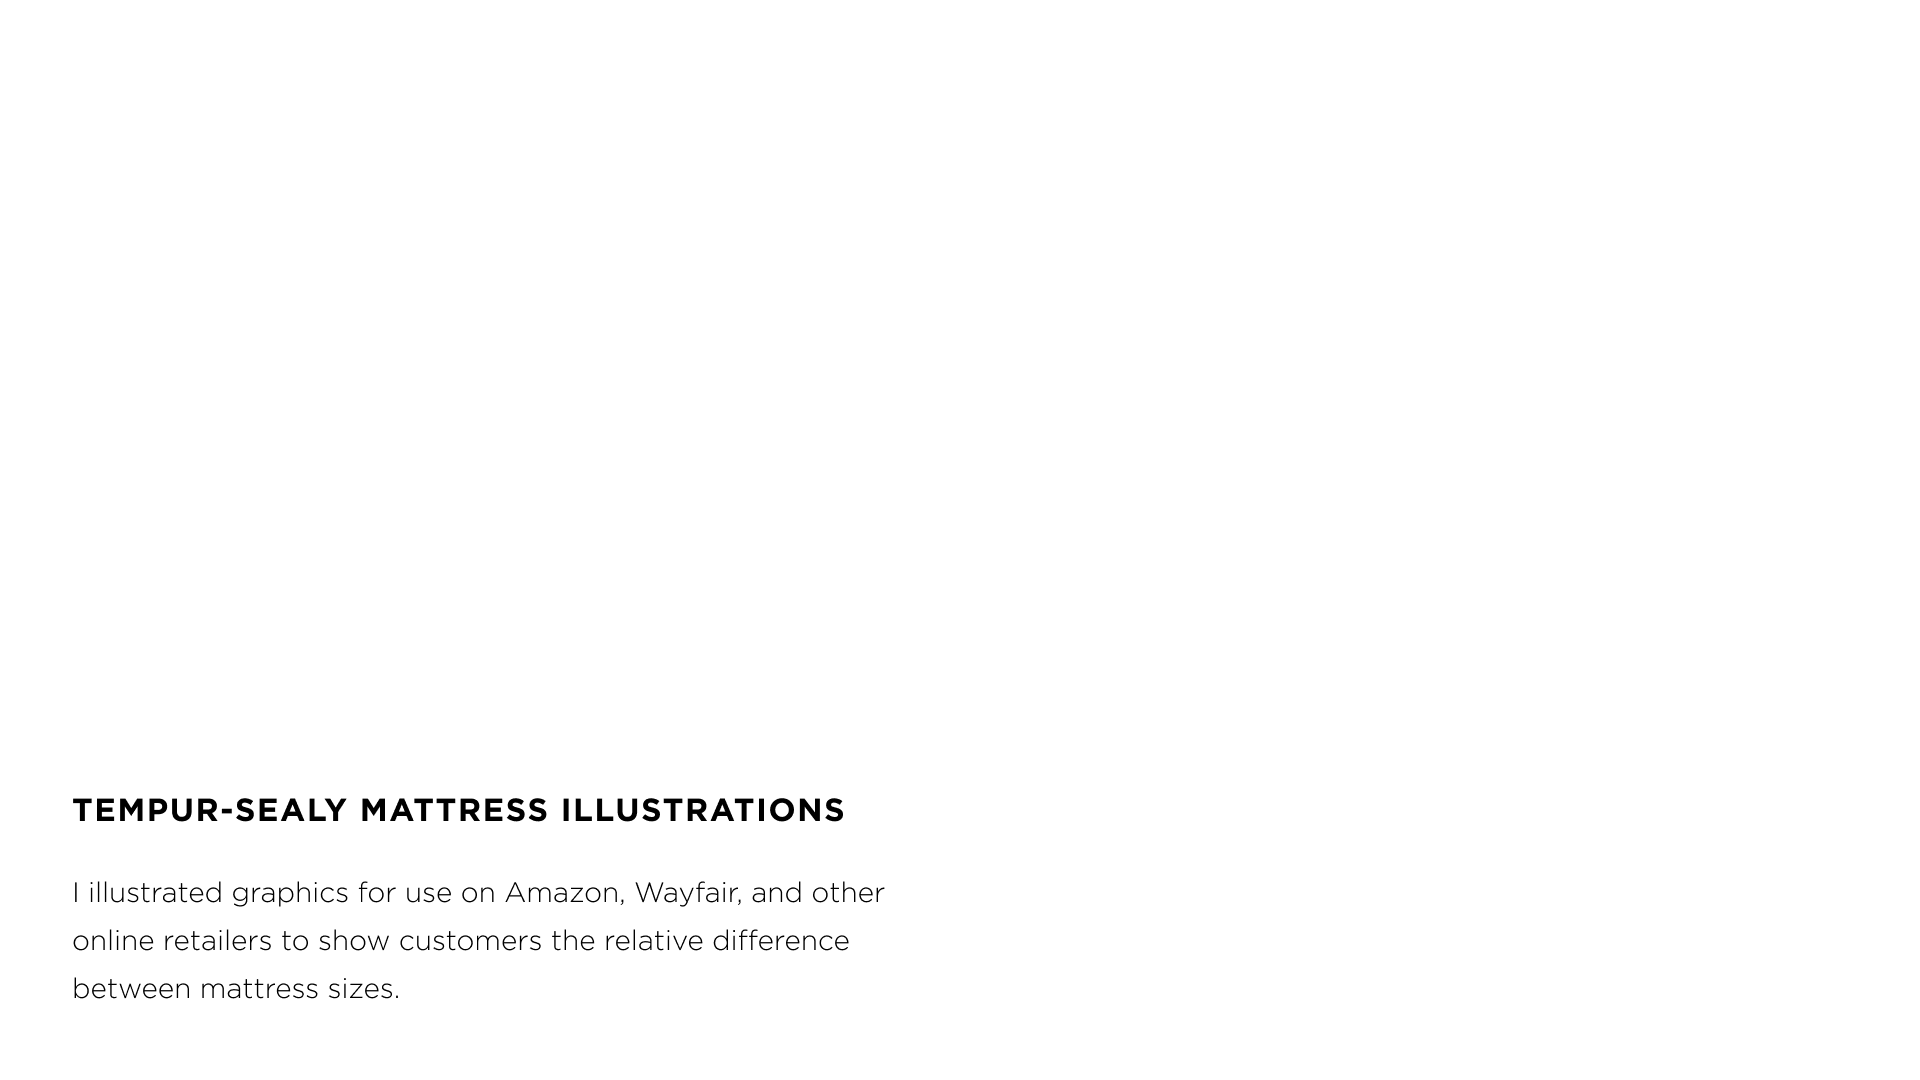 TEMPUR-SEALY MATTRESS ILLUSTRATIONS
I illustrated graphics for use on Amazon, Wayfair, and other
online retailers to show customers the relative difference
between mattress sizes.